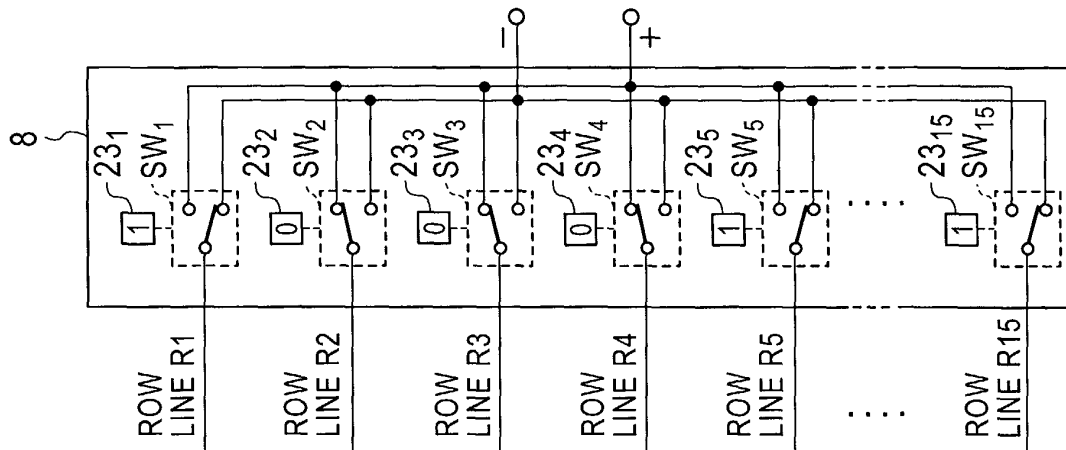 8
23₁
SW₁
1
ROW
LINE R1
23₂
SW₂
0
ROW
LINE R2
23₃
SW₃
0
ROW
LINE R3
23₄
SW₄
0
ROW
LINE R4
23₅
SW₅
1
ROW
LINE R5
....
....
23₁₅
SW₁₅
1
ROW
LINE R15
−
+